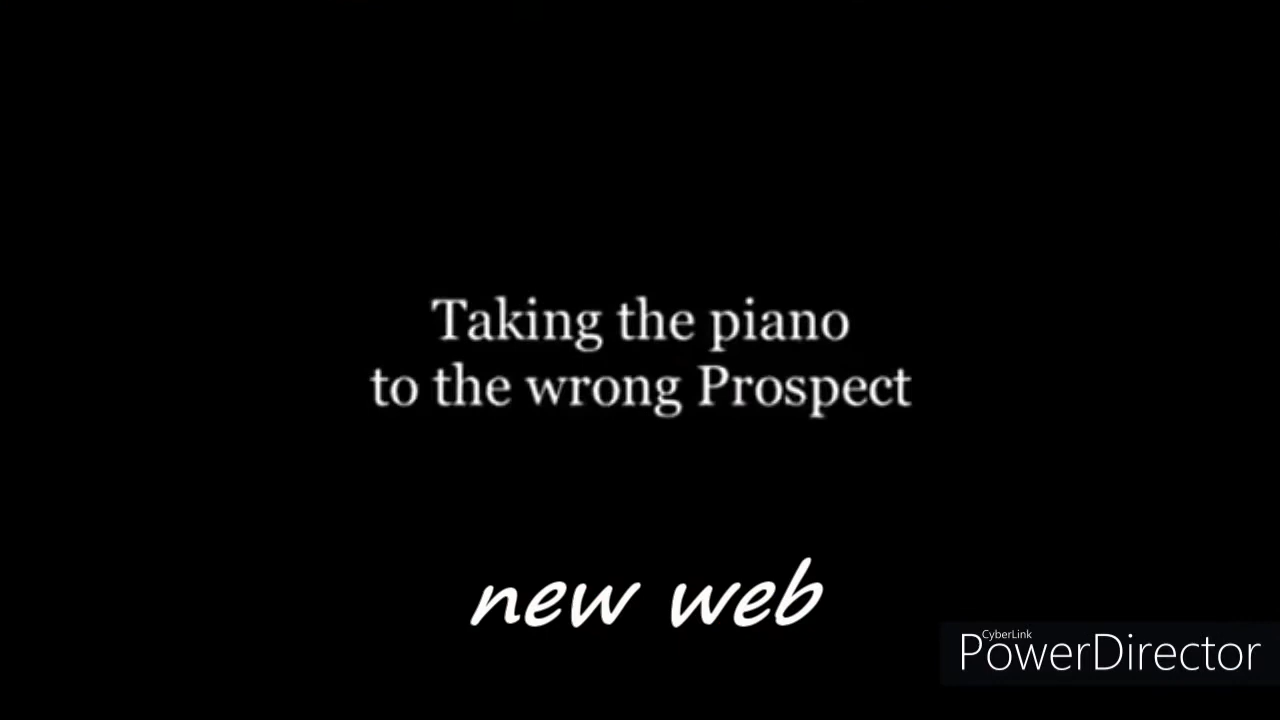 Taking the piano
to the wrong Prospect
new web
CyberLink
PowerDirector